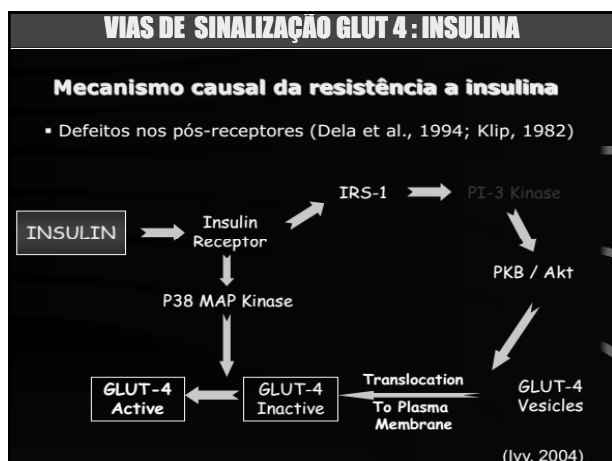 VIAS DE SINALIZAÇÃO GLUT 4 : INSULINA
Mecanismo causal da resistência a insulina
▪ Defeitos nos pós-receptores (Dela et al., 1994; Klip, 1982)
IRS-1
PI-3 Kinase
INSULIN
Insulin
Receptor
PKB / Akt
P38 MAP Kinase
GLUT-4
Active
GLUT-4
Inactive
Translocation
To Plasma
Membrane
GLUT-4
Vesicles
(Ivy, 2004)